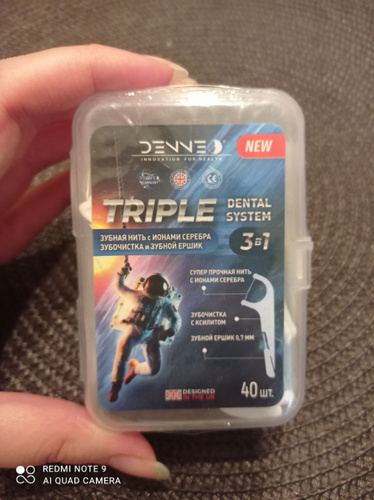 DENNEO
INNOVATION FOR HEALTH
NEW
TRIPLE
DENTAL
SYSTEM
ЗУБНАЯ НИТЬ с ИОНАМИ СЕРЕБРА
ЗУБОЧИСТКА и ЗУБНОЙ ЕРШИК
3в1
СУПЕР ПРОЧНАЯ НИТЬ
С ИОНАМИ СЕРЕБРА
ЗУБОЧИСТКА
С КСИЛИТОМ
ЗУБНОЙ ЕРШИК 0,7 ММ
DESIGNED
IN THE UK
40 шт.
REDMI NOTE 9
AI QUAD CAMERA